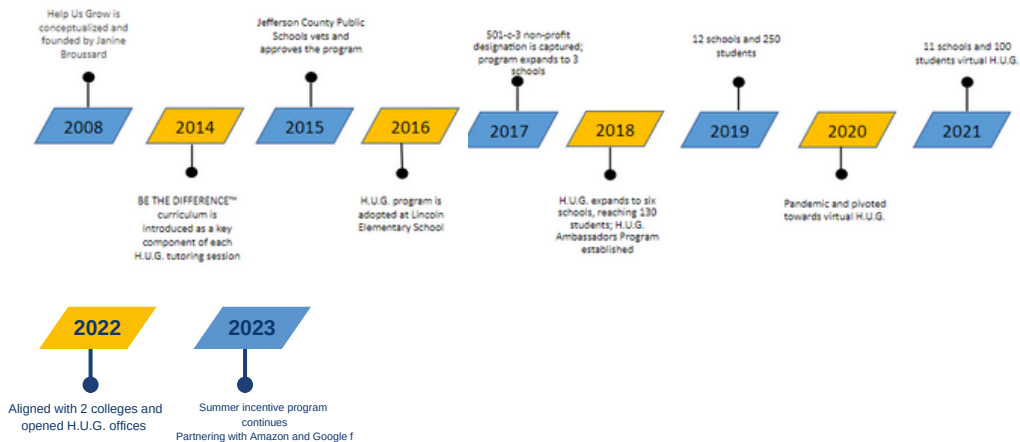 Help Us Grow is
conceptualized and
founded by Janine
Broussard
2008
2014
BE THE DIFFERENCE™
curriculum is
introduced as a key
component of each
H.U.G. tutoring session
Jefferson County Public
Schools vets and
approves the program
2015
2016
H.U.G. program is
adopted at Lincoln
Elementary School
501-c-3 non-profit
designation is captured;
program expands to 3
schools
2017
2018
H.U.G. expands to six
schools, reaching 130
students; H.U.G.
Ambassadors Program
established
12 schools and 250
students
2019
2020
Pandemic and pivoted
towards virtual H.U.G.
11 schools and 100
students virtual H.U.G.
2021
2022
Aligned with 2 colleges and
opened H.U.G. offices
2023
Summer incentive program
continues
Partnering with Amazon and Google f